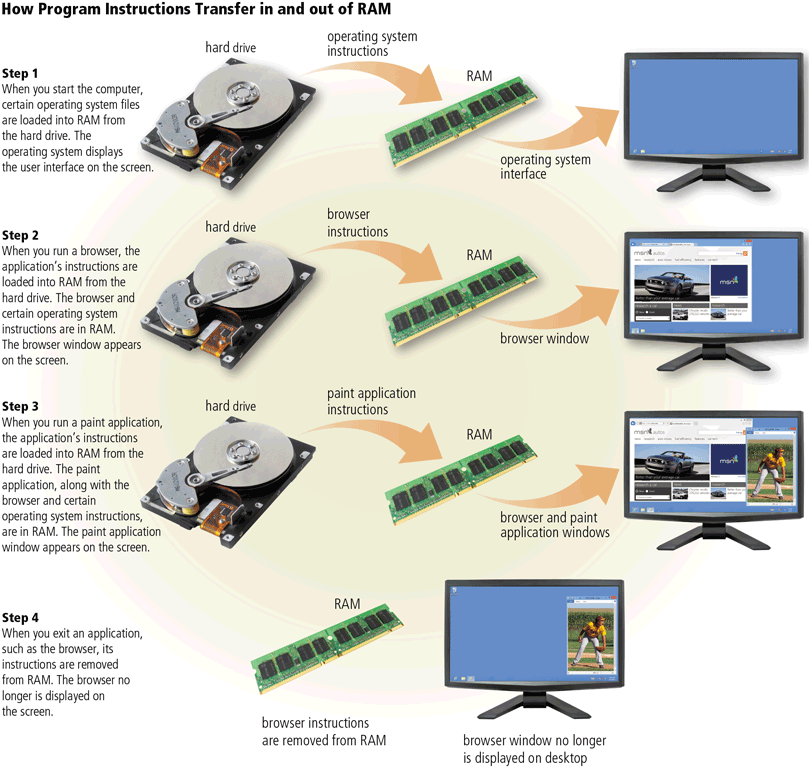 How Program Instructions Transfer in and out of RAM
Step 1
When you start the computer,
certain operating system files
are loaded into RAM from
the hard drive. The
operating system displays
the user interface on the screen.
hard drive
operating system
instructions
RAM
operating system
interface
Step 2
When you run a browser, the
application's instructions are
loaded into RAM from the
hard drive. The browser and
certain operating system
instructions are in RAM.
The browser window appears
on the screen.
hard drive
browser
instructions
RAM
browser window
msn autos
Step 3
When you run a paint application,
the application's instructions
are loaded into RAM from the
hard drive. The paint
application, along with the
browser and certain
operating system instructions,
are in RAM. The paint application
window appears on the screen.
hard drive
paint application
instructions
RAM
browser and paint
application windows
msn autos
Step 4
When you exit an application,
such as the browser, its
instructions are removed
from RAM. The browser no
longer is displayed on
the screen.
RAM
browser instructions
are removed from RAM
browser window no longer
is displayed on desktop